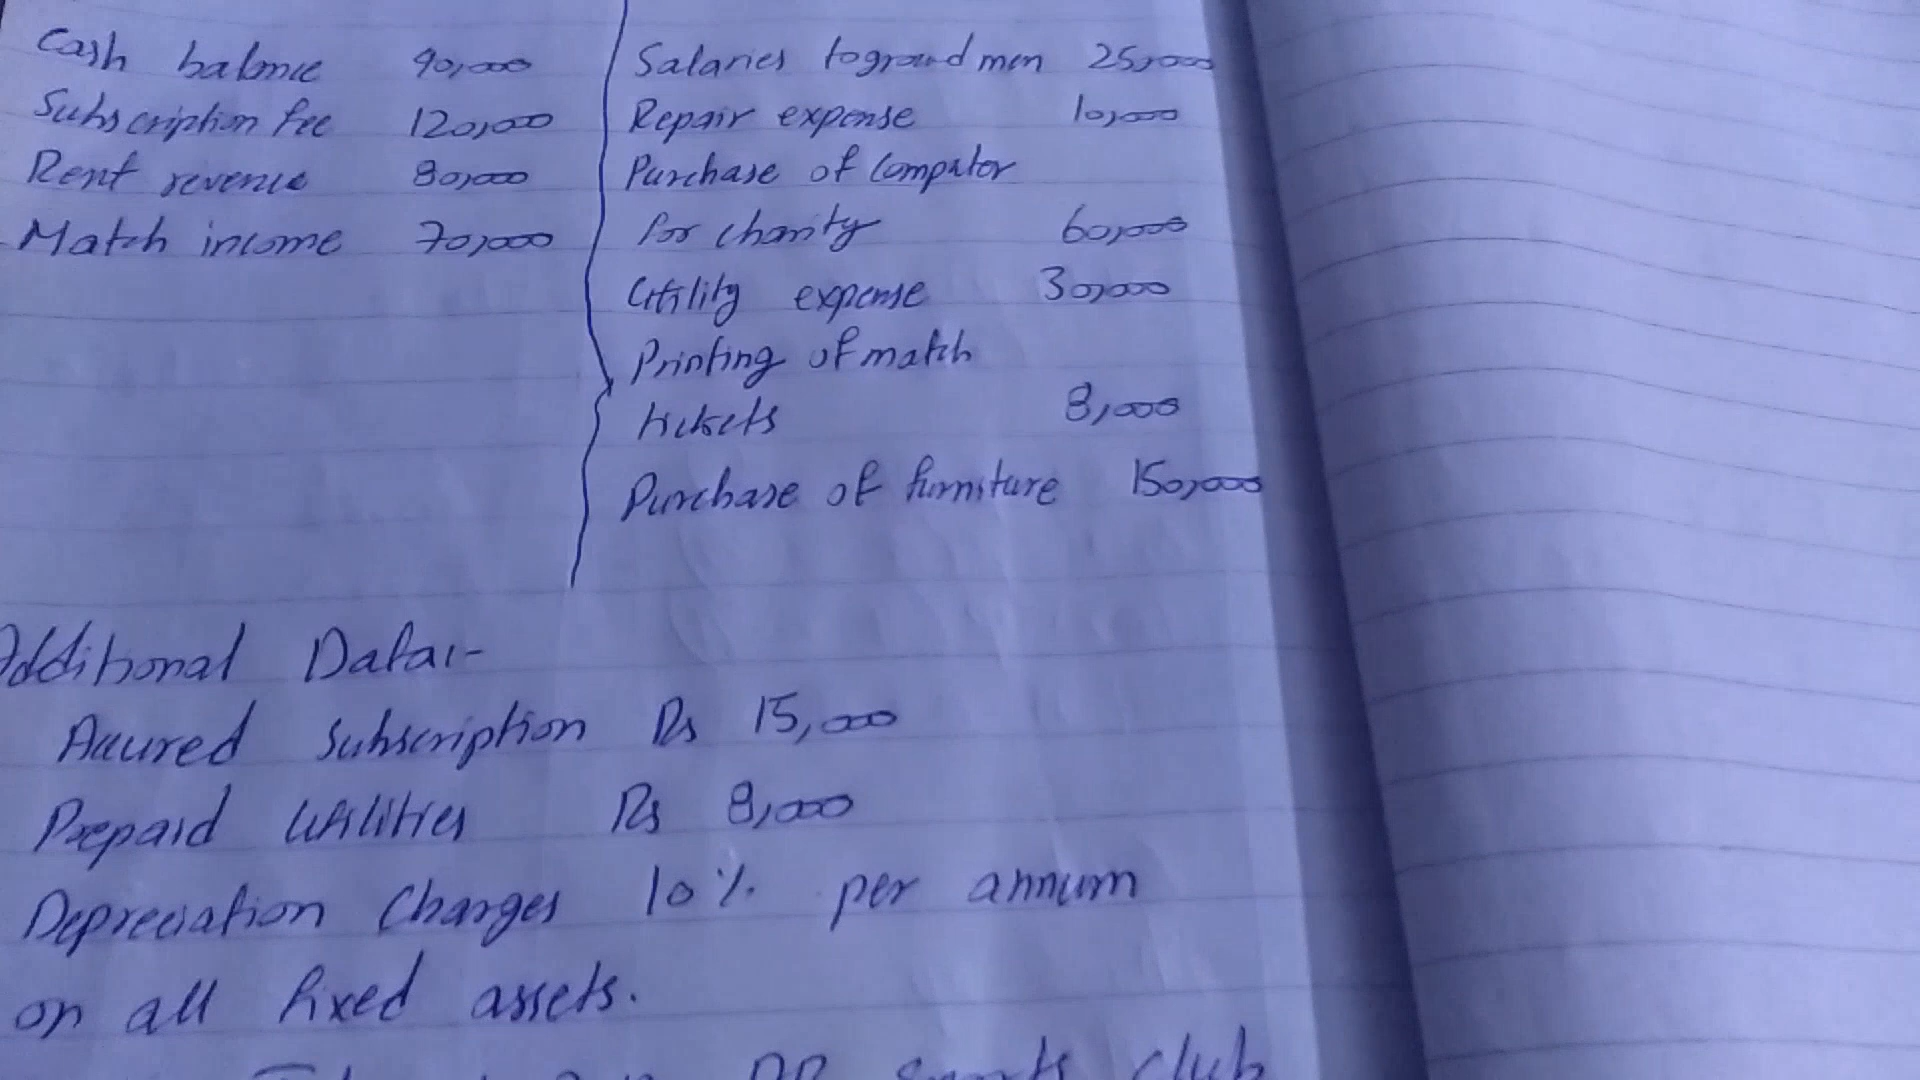 Cash balance 90,000
Subscription fee 120,000
Rent revenue 80,000
Match income 70,000
Salaries to ground men 25,000
Repair expense 10,000
Purchase of Computer
for charity 60,000
Utility expense 30,000
Printing of match
tickets 8,000
Purchase of furniture 150,000
Additional Data:-
Accured Subscription Rs 15,000
Prepaid Utilities Rs 8,000
Depreciation Charges 10% per annum
on all fixed assets.
sports club